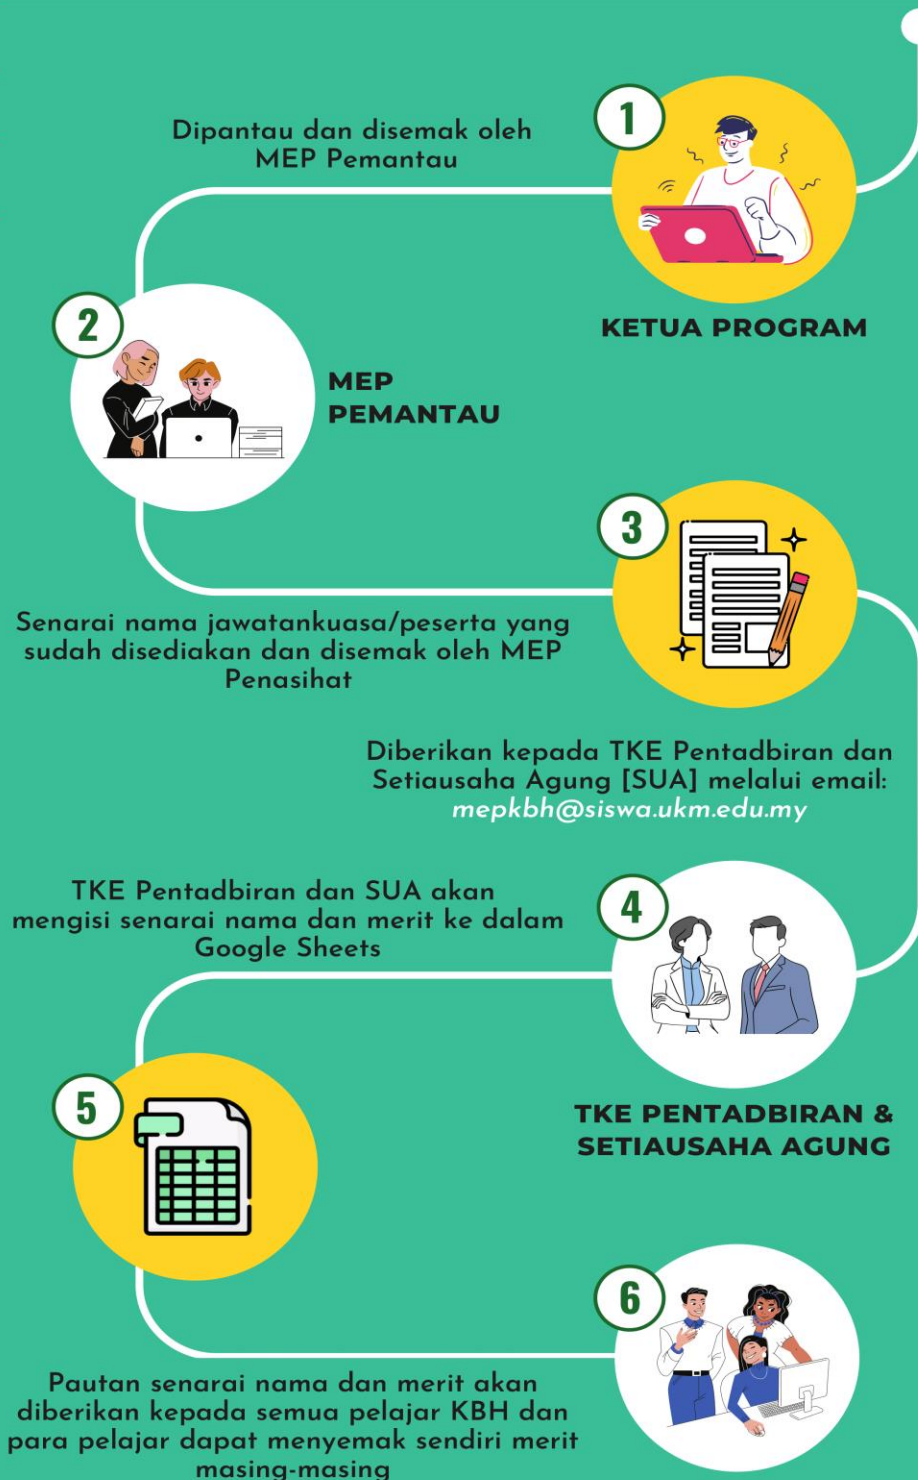 1
Dipantau dan disemak oleh
MEP Pemantau
KETUA PROGRAM
2
MEP
PEMANTAU
3
Senarai nama jawatankuasa/peserta yang
sudah disediakan dan disemak oleh MEP
Penasihat
Diberikan kepada TKE Pentadbiran dan
Setiausaha Agung [SUA] melalui email:
mepkbh@siswa.ukm.edu.my
4
TKE Pentadbiran dan SUA akan
mengisi senarai nama dan merit ke dalam
Google Sheets
TKE PENTADBIRAN &
SETIAUSAHA AGUNG
5
6
Pautan senarai nama dan merit akan
diberikan kepada semua pelajar KBH dan
para pelajar dapat menyemak sendiri merit
masing-masing